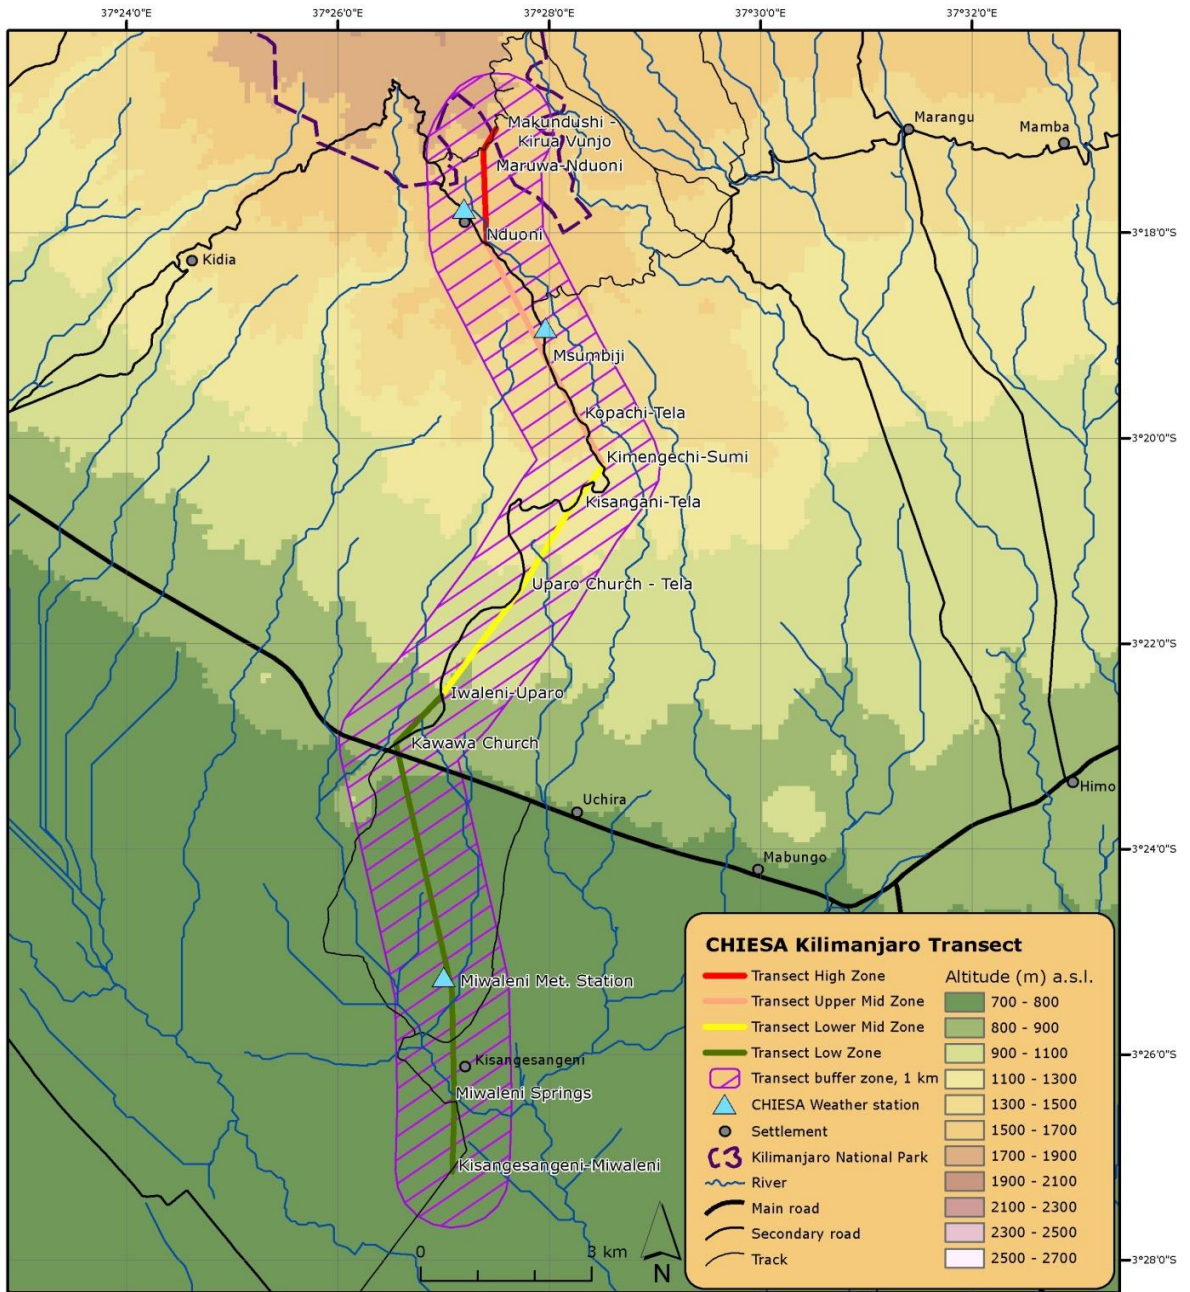 37°24'0"E
37°26'0"E
37°28'0"E
37°30'0"E
37°32'0"E
Marangu
Mamba
Makundushi -
Kirua Vunjo
Maruwa-Nduoni
Nduoni
3°18'0"S
Kidia
Msumbiji
Kopachi-Tela
3°20'0"S
Kimengechi-Sumi
Kisangani-Tela
Uparo Church - Tela
3°22'0"S
Iwaleni-Uparo
Kawawa Church
Himo
Uchira
3°24'0"S
Mabungo
Miwaleni Met. Station
Kisangesangeni
3°26'0"S
Miwaleni Springs
Kisangesangeni-Miwaleni
3°28'0"S
0
3 km
N
CHIESA Kilimanjaro Transect
Transect High Zone
Transect Upper Mid Zone
Transect Lower Mid Zone
Transect Low Zone
Transect buffer zone, 1 km
CHIESA Weather station
Settlement
Kilimanjaro National Park
River
Main road
Secondary road
Track
Altitude (m) a.s.l.
700 - 800
800 - 900
900 - 1100
1100 - 1300
1300 - 1500
1500 - 1700
1700 - 1900
1900 - 2100
2100 - 2300
2300 - 2500
2500 - 2700